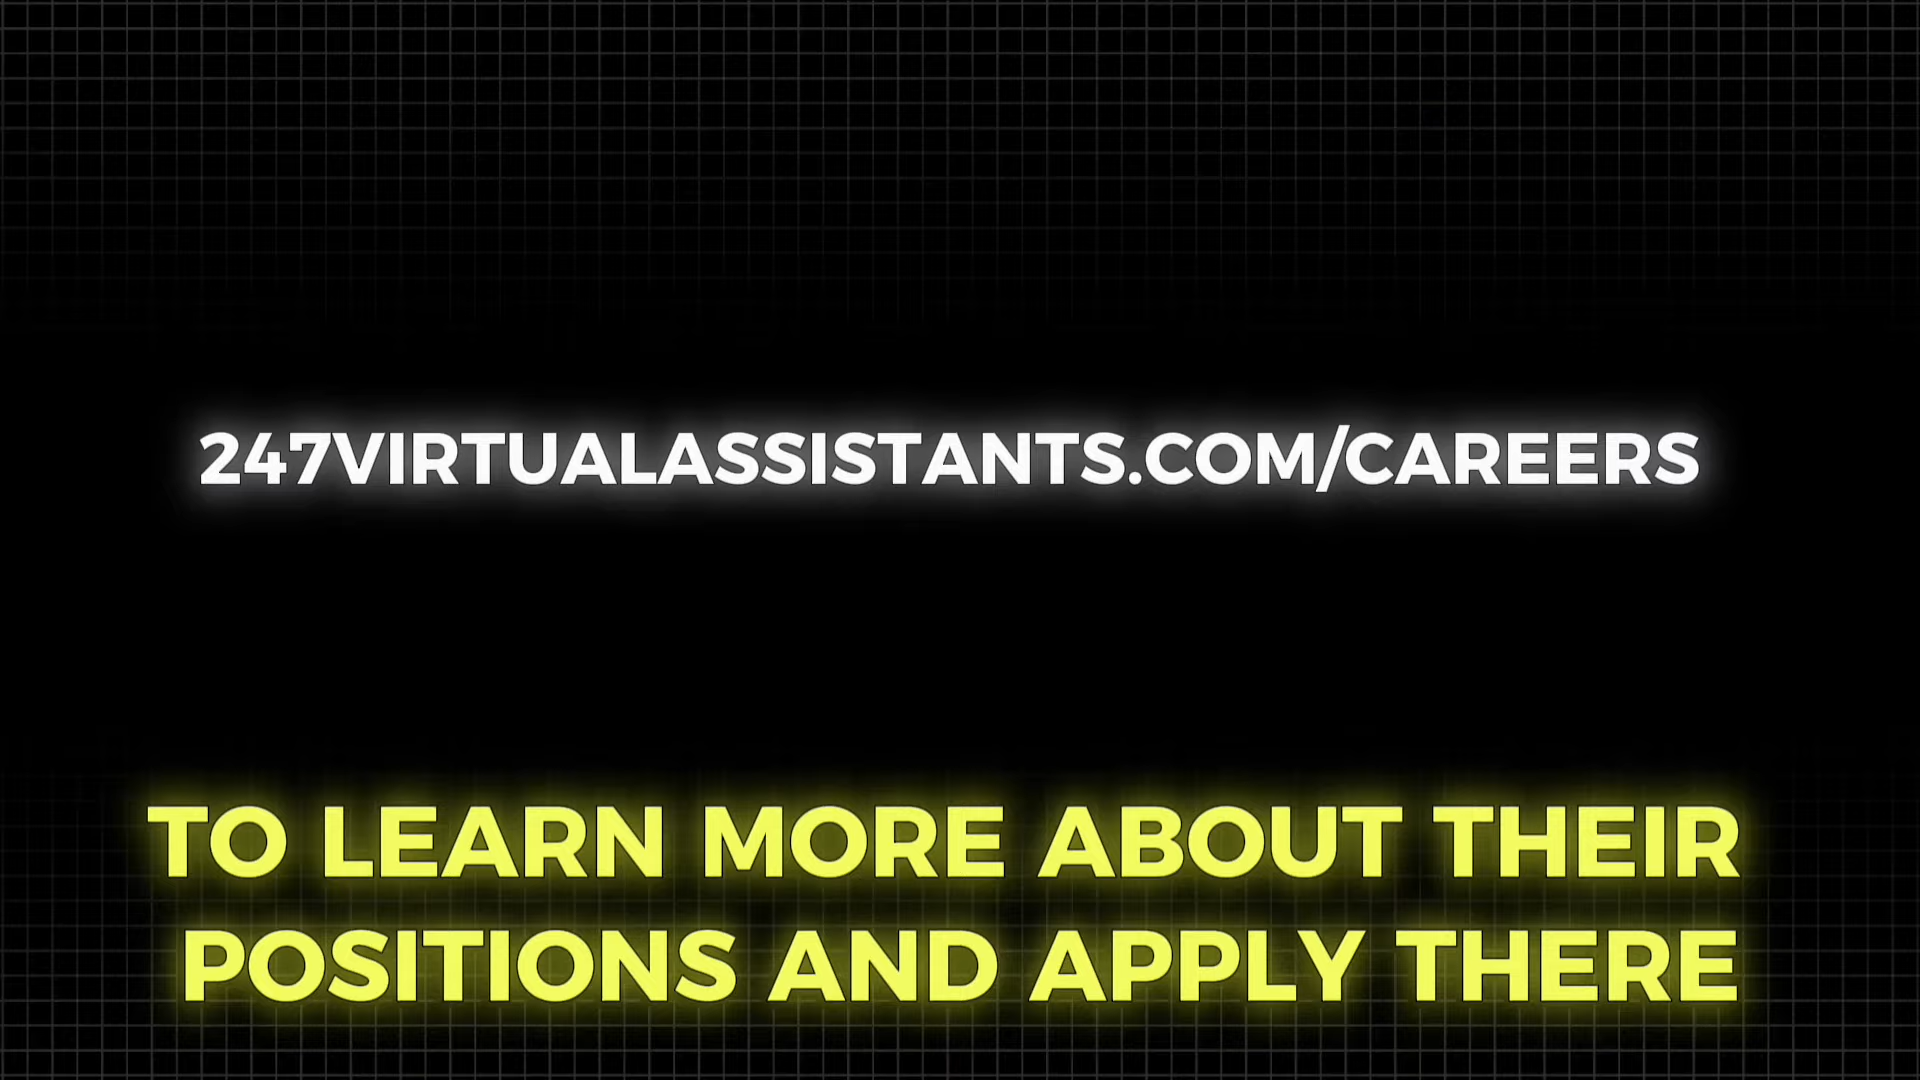 247VIRTUALASSISTANTS.COM/CAREERS
TO LEARN MORE ABOUT THEIR
POSITIONS AND APPLY THERE